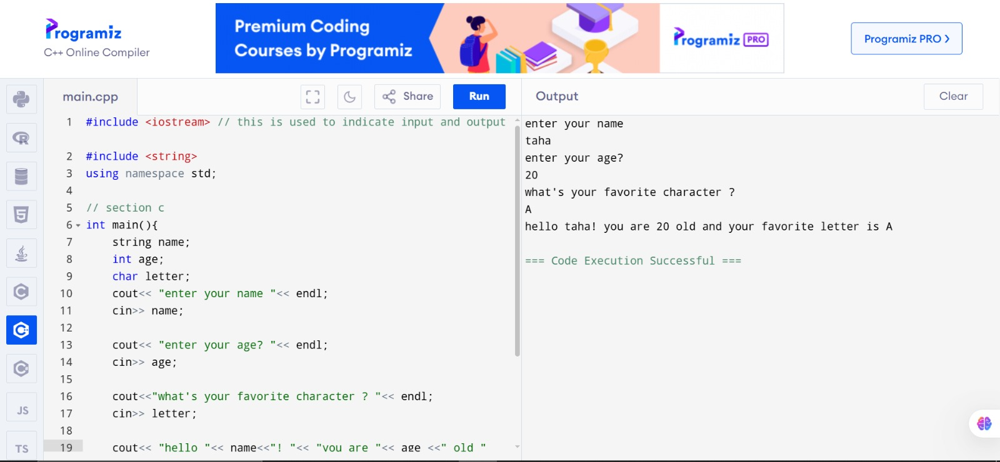 Programiz
C++ Online Compiler
Premium Coding
Courses by Programiz
Programiz PRO
Programiz PRO ❯
main.cpp
Share
Run
Output
Clear
JS
TS
1 #include <iostream> // this is used to indicate input and output
2 #include <string>
3 using namespace std;
4
5 // section c
6 int main(){
7     string name;
8     int age;
9     char letter;
10     cout<< "enter your name "<< endl;
11     cin>> name;
12
13     cout<< "enter your age? "<< endl;
14     cin>> age;
15
16     cout<<"what's your favorite character ? "<< endl;
17     cin>> letter;
18
19     cout<< "hello "<< name<<"! "<< "you are "<< age <<" old "
enter your name
taha
enter your age?
20
what's your favorite character ?
A
hello taha! you are 20 old and your favorite letter is A
=== Code Execution Successful ===